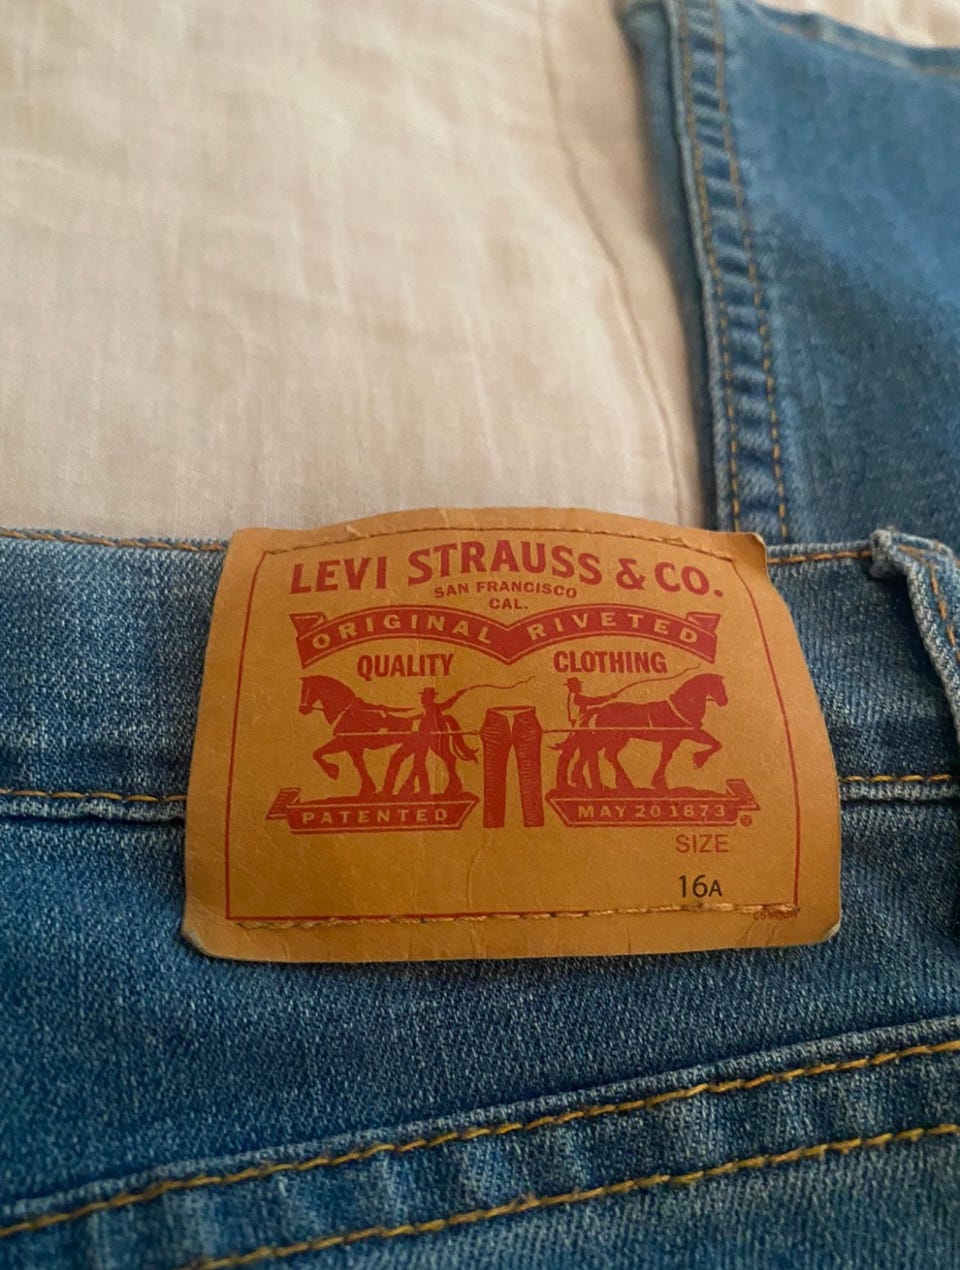 LEVI STRAUSS & CO.
SAN FRANCISCO
CAL.
ORIGINAL RIVETED
QUALITY CLOTHING
PATENTED MAY 20 1873 ®
SIZE
16A